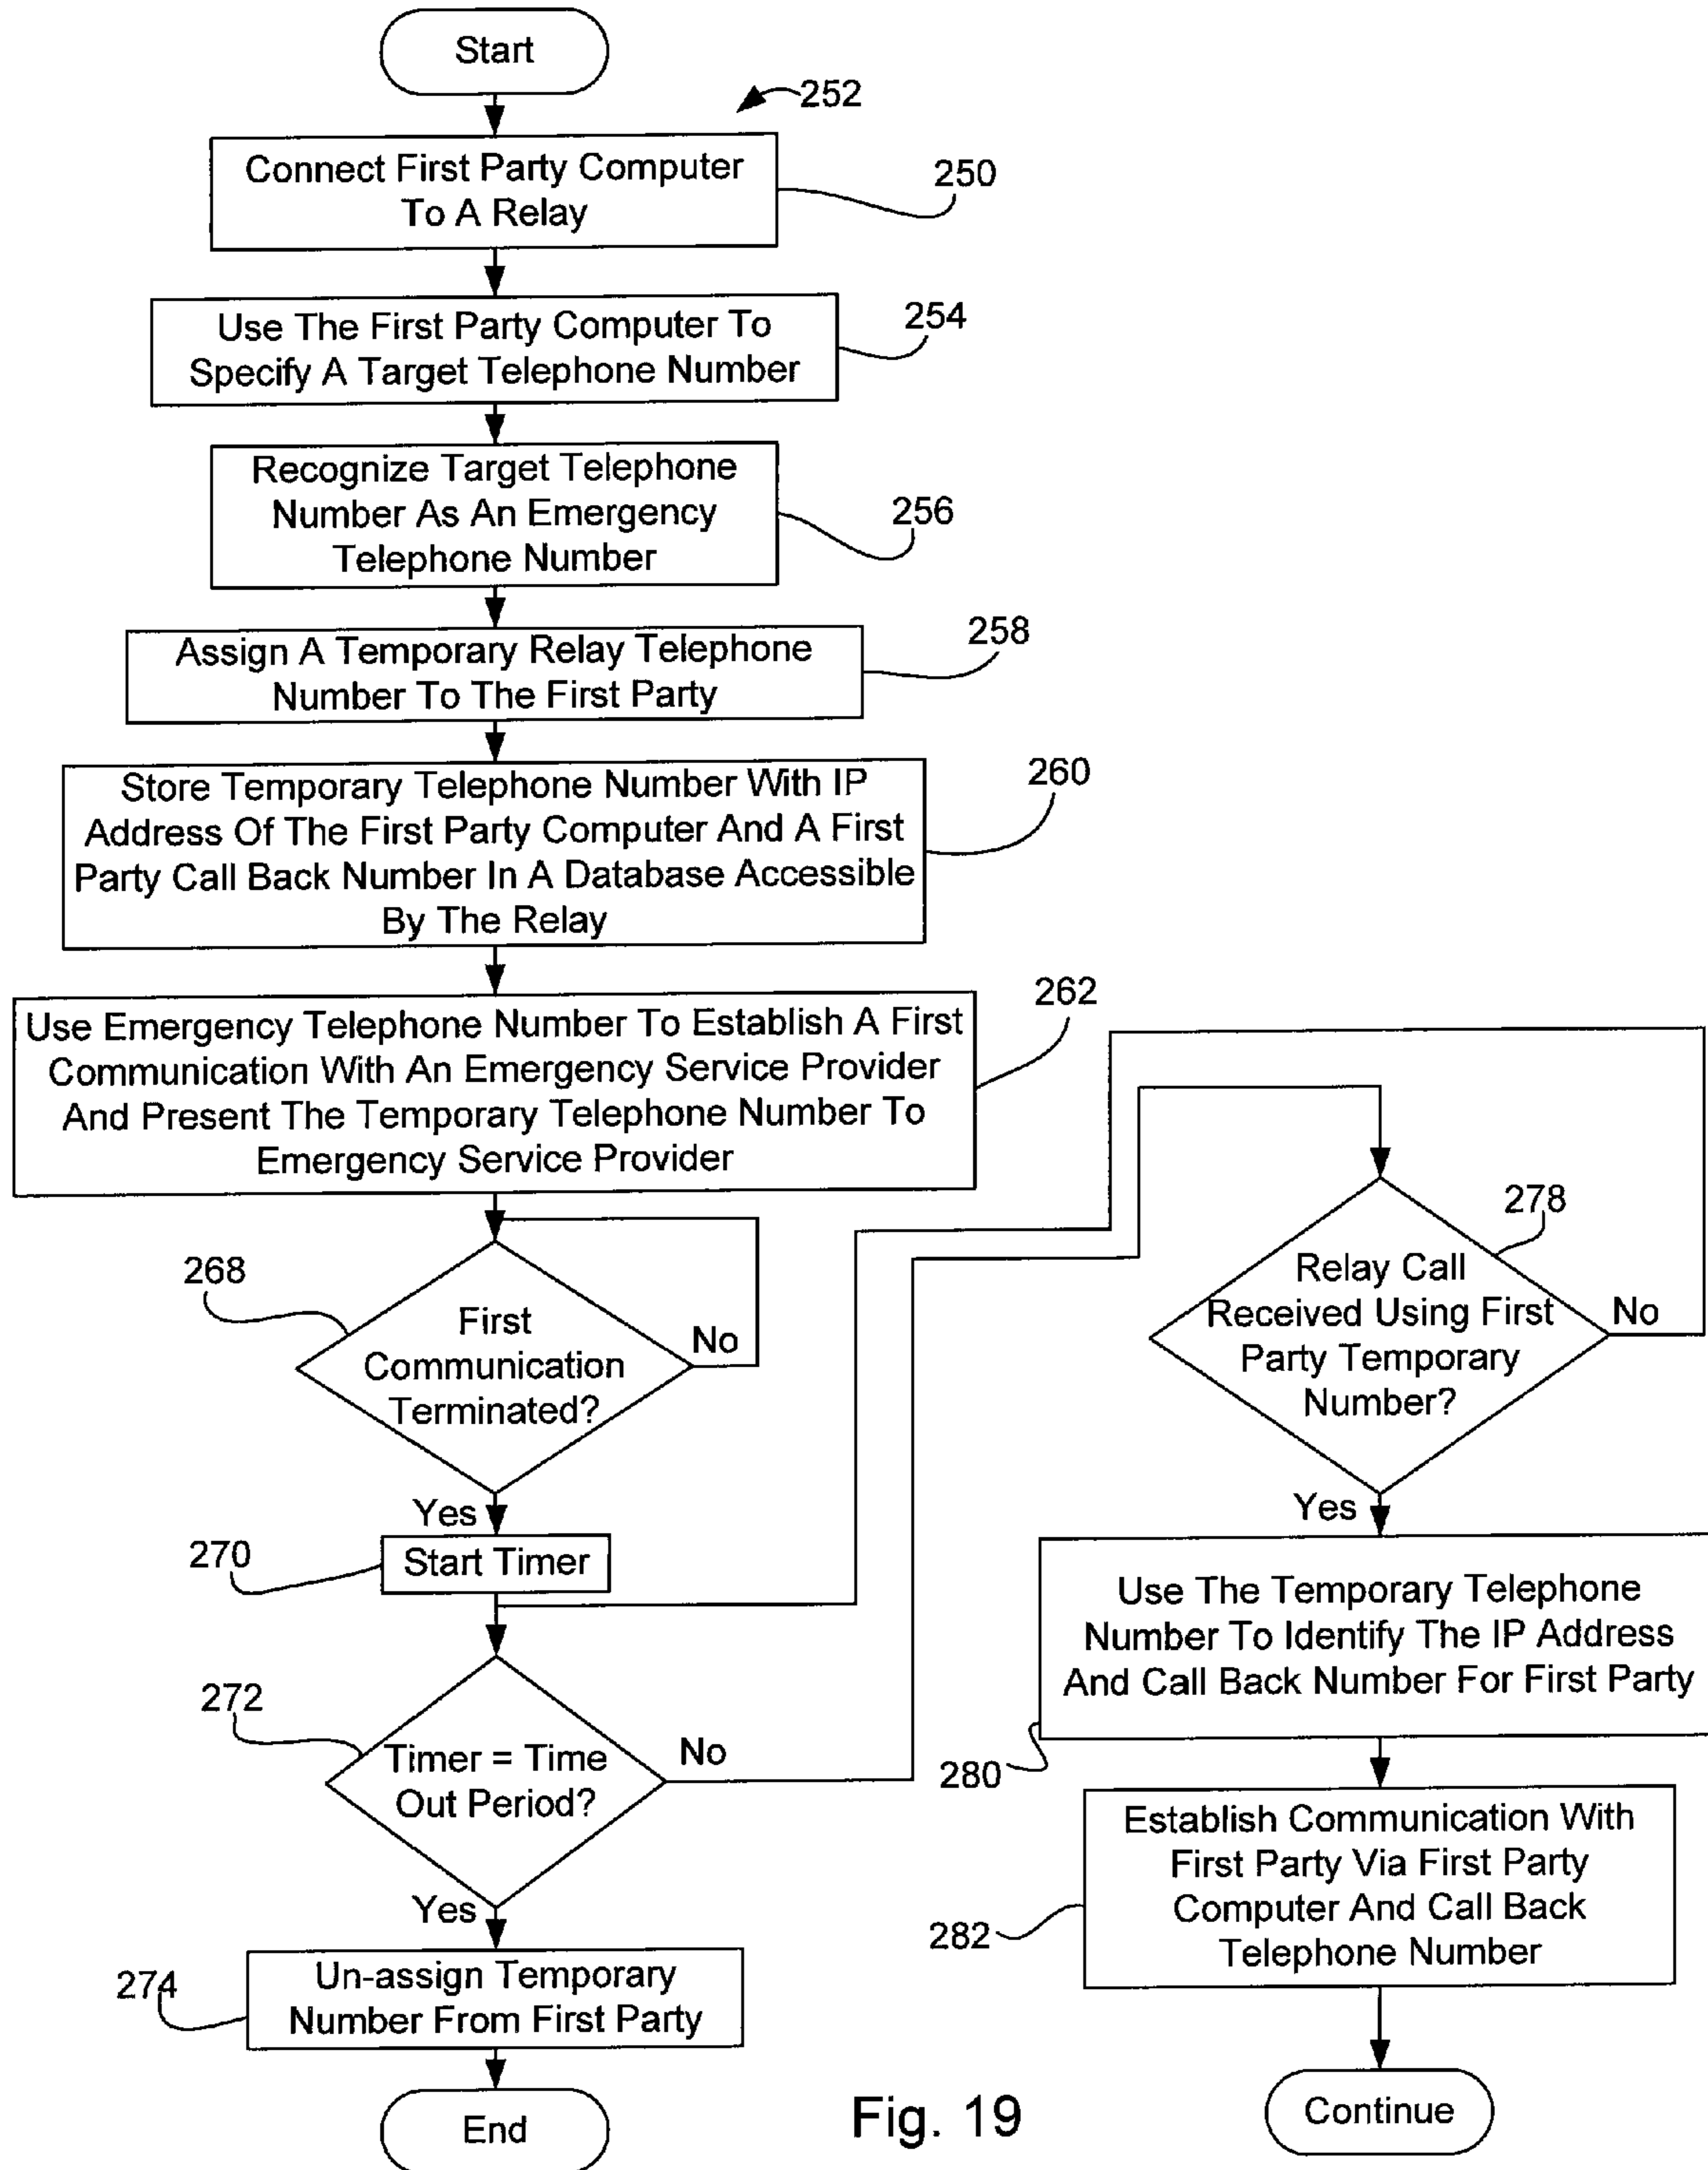 Start
252
Connect First Party Computer
To A Relay
250
Use The First Party Computer To
Specify A Target Telephone Number
254
Recognize Target Telephone
Number As An Emergency
Telephone Number
256
Assign A Temporary Relay Telephone
Number To The First Party
258
Store Temporary Telephone Number With IP
Address Of The First Party Computer And A First
Party Call Back Number In A Database Accessible
By The Relay
260
Use Emergency Telephone Number To Establish A First
Communication With An Emergency Service Provider
And Present The Temporary Telephone Number To
Emergency Service Provider
262
268
First
Communication
Terminated?
No
Yes
270
Start Timer
272
Timer = Time
Out Period?
No
Yes
274
Un-assign Temporary
Number From First Party
End
278
Relay Call
Received Using First
Party Temporary
Number?
No
Yes
Use The Temporary Telephone
Number To Identify The IP Address
And Call Back Number For First Party
280
Establish Communication With
First Party Via First Party
Computer And Call Back
Telephone Number
282
Continue
Fig. 19